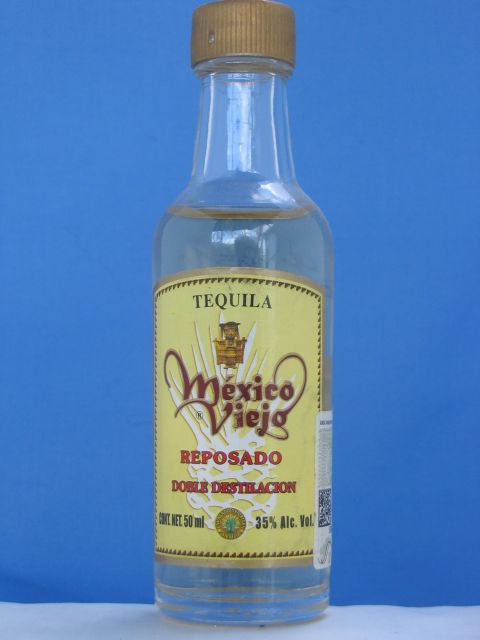 TEQUILA
México
Viejo
®
REPOSADO
DOBLE DESTILACION
CONT. NET. 50 ml
35% Alc. Vol.